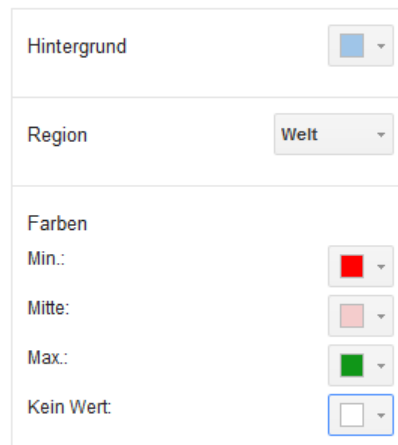 Hintergrund
Region Welt
Farben
Min.:
Mitte:
Max.:
Kein Wert: